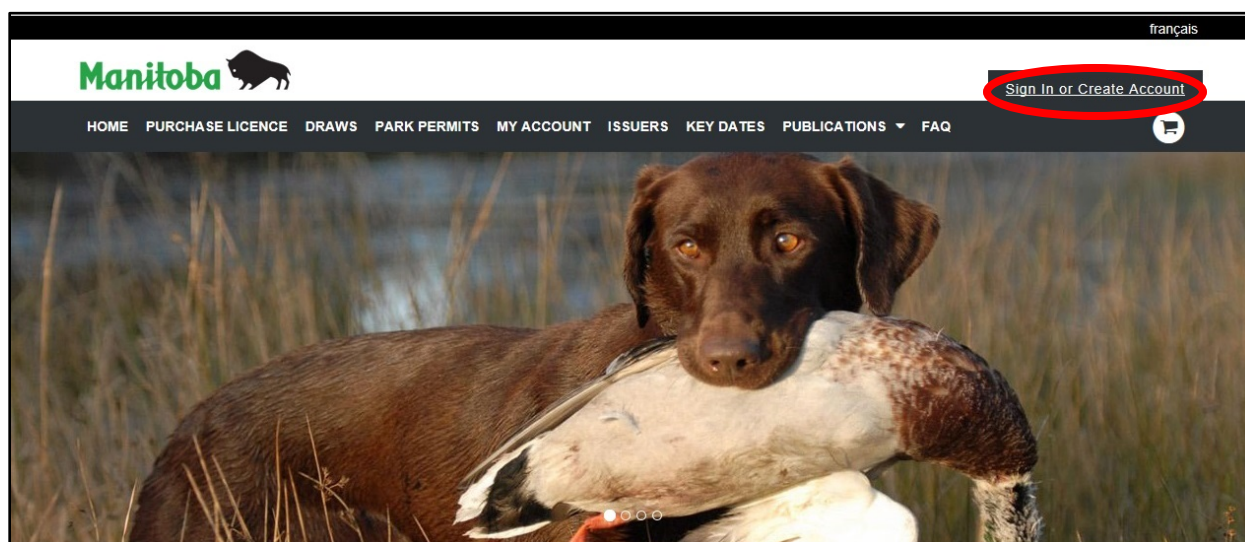 français
Manitoba
Sign In or Create Account
HOME PURCHASE LICENCE DRAWS PARK PERMITS MY ACCOUNT ISSUERS KEY DATES PUBLICATIONS FAQ